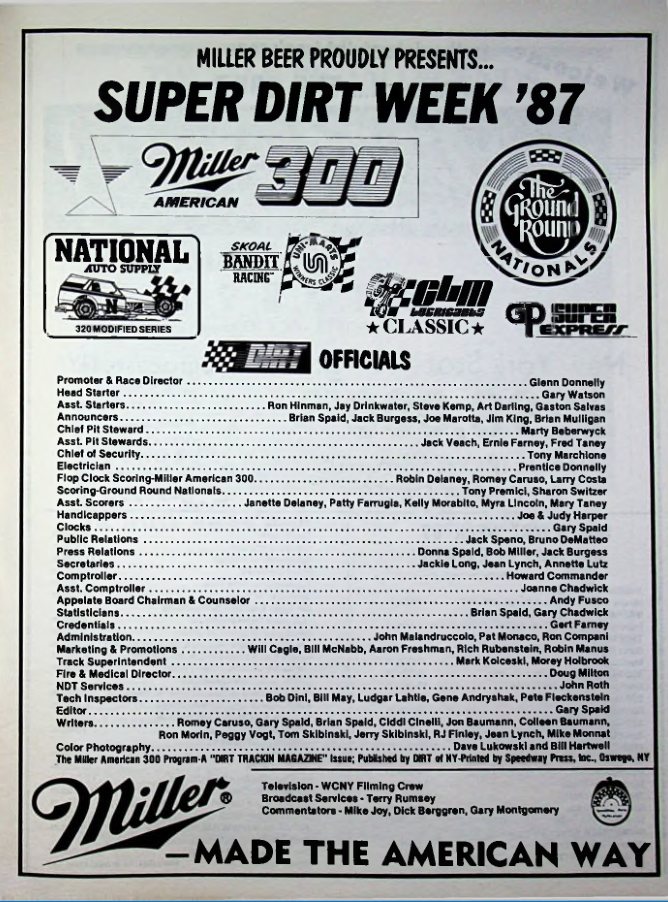 MILLER BEER PROUDLY PRESENTS...
SUPER DIRT WEEK '87
Miller
AMERICAN
300
The
GROUND
ROUND
NATIONALS
NATIONAL
AUTO SUPPLY
N
320 MODIFIED SERIES
SKOAL
BANDIT
RACING
UNI-MARTS
WINNERS CLASSIC
GLM
LUBRICANTS
★CLASSIC★
GP SUPER
EXPRESS
DIRT OFFICIALS
Promoter & Race Director ........ Glenn Donnelly
Head Starter ........ Gary Watson
Asst. Starters ........ Ron Hinman, Jay Drinkwater, Steve Kemp, Art Darling, Gaston Salvas
Announcers ........ Brian Spaid, Jack Burgess, Joe Marotta, Jim King, Brian Mulligan
Chief Pit Steward ........ Marty Beberwyck
Asst. Pit Stewards ........ Jack Veach, Ernie Farney, Fred Taney
Chief of Security ........ Tony Marchione
Electrician ........ Prentice Donnelly
Flop Clock Scoring-Miller American 300 ........ Robin Delaney, Romey Caruso, Larry Costa
Scoring-Ground Round Nationals ........ Tony Premici, Sharon Switzer
Asst. Scorers ........ Janette Delaney, Patty Farrugia, Kelly Morabito, Myra Lincoln, Mary Taney
Handicappers ........ Joe & Judy Harper
Clocks ........ Gary Spaid
Public Relations ........ Jack Speno, Bruno DeMatteo
Press Relations ........ Donna Spaid, Bob Miller, Jack Burgess
Secretaries ........ Jackie Long, Jean Lynch, Annette Lutz
Comptroller ........ Howard Commander
Asst. Comptroller ........ Joanne Chadwick
Appelate Board Chairman & Counselor ........ Andy Fusco
Statisticians ........ Brian Spaid, Gary Chadwick
Credentials ........ Gert Farney
Administration ........ John Malandruccolo, Pat Monaco, Ron Compani
Marketing & Promotions ........ Will Cagle, Bill McNabb, Aaron Freshman, Rich Rubenstein, Robin Manus
Track Superintendent ........ Mark Koiceski, Morey Holbrook
Fire & Medical Director ........ Doug Milton
NDT Services ........ John Roth
Tech Inspectors ........ Bob Dini, Bill May, Ludgar Lahtie, Gene Andryshak, Pete Fleckenstein
Editor ........ Gary Spaid
Writers ........ Romey Caruso, Gary Spaid, Brian Spaid, Ciddi Cinelli, Jon Baumann, Colleen Baumann,
Ron Morin, Peggy Vogt, Tom Skibinski, Jerry Skibinski, RJ Finley, Jean Lynch, Mike Monnat
Color Photography ........ Dave Lukowski and Bill Hartwell
The Miller American 300 Program-A "DIRT TRACKIN MAGAZINE" Issue; Published by DIRT of NY-Printed by Speedway Press, Inc., Oswego, NY
Miller®
Television - WCNY Filming Crew
Broadcast Services - Terry Rumsey
Commentators - Mike Joy, Dick Berggren, Gary Montgomery
—MADE THE AMERICAN WAY